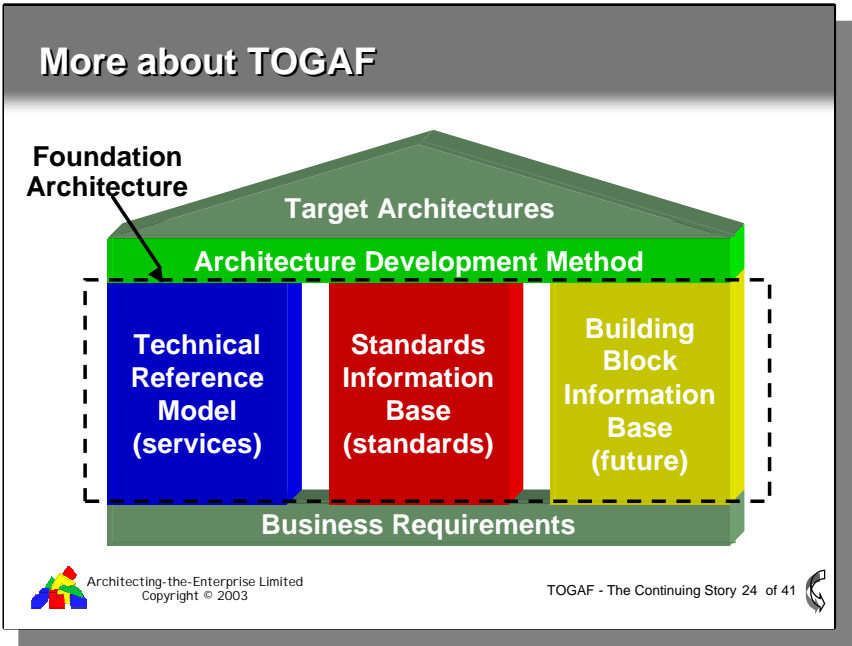 More about TOGAF
Foundation
Architecture
Target Architectures
Architecture Development Method
Technical
Reference
Model
(services)
Standards
Information
Base
(standards)
Building
Block
Information
Base
(future)
Business Requirements
Architecting-the-Enterprise Limited
Copyright © 2003
TOGAF - The Continuing Story 24 of 41